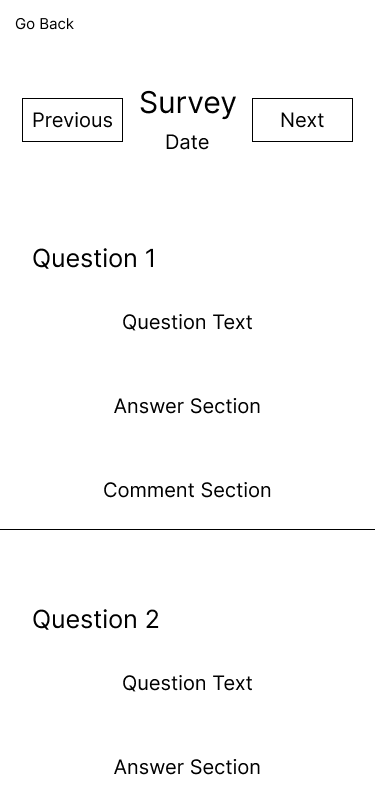 Go Back
Survey
Previous
Next
Date
Question 1
Question Text
Answer Section
Comment Section
Question 2
Question Text
Answer Section